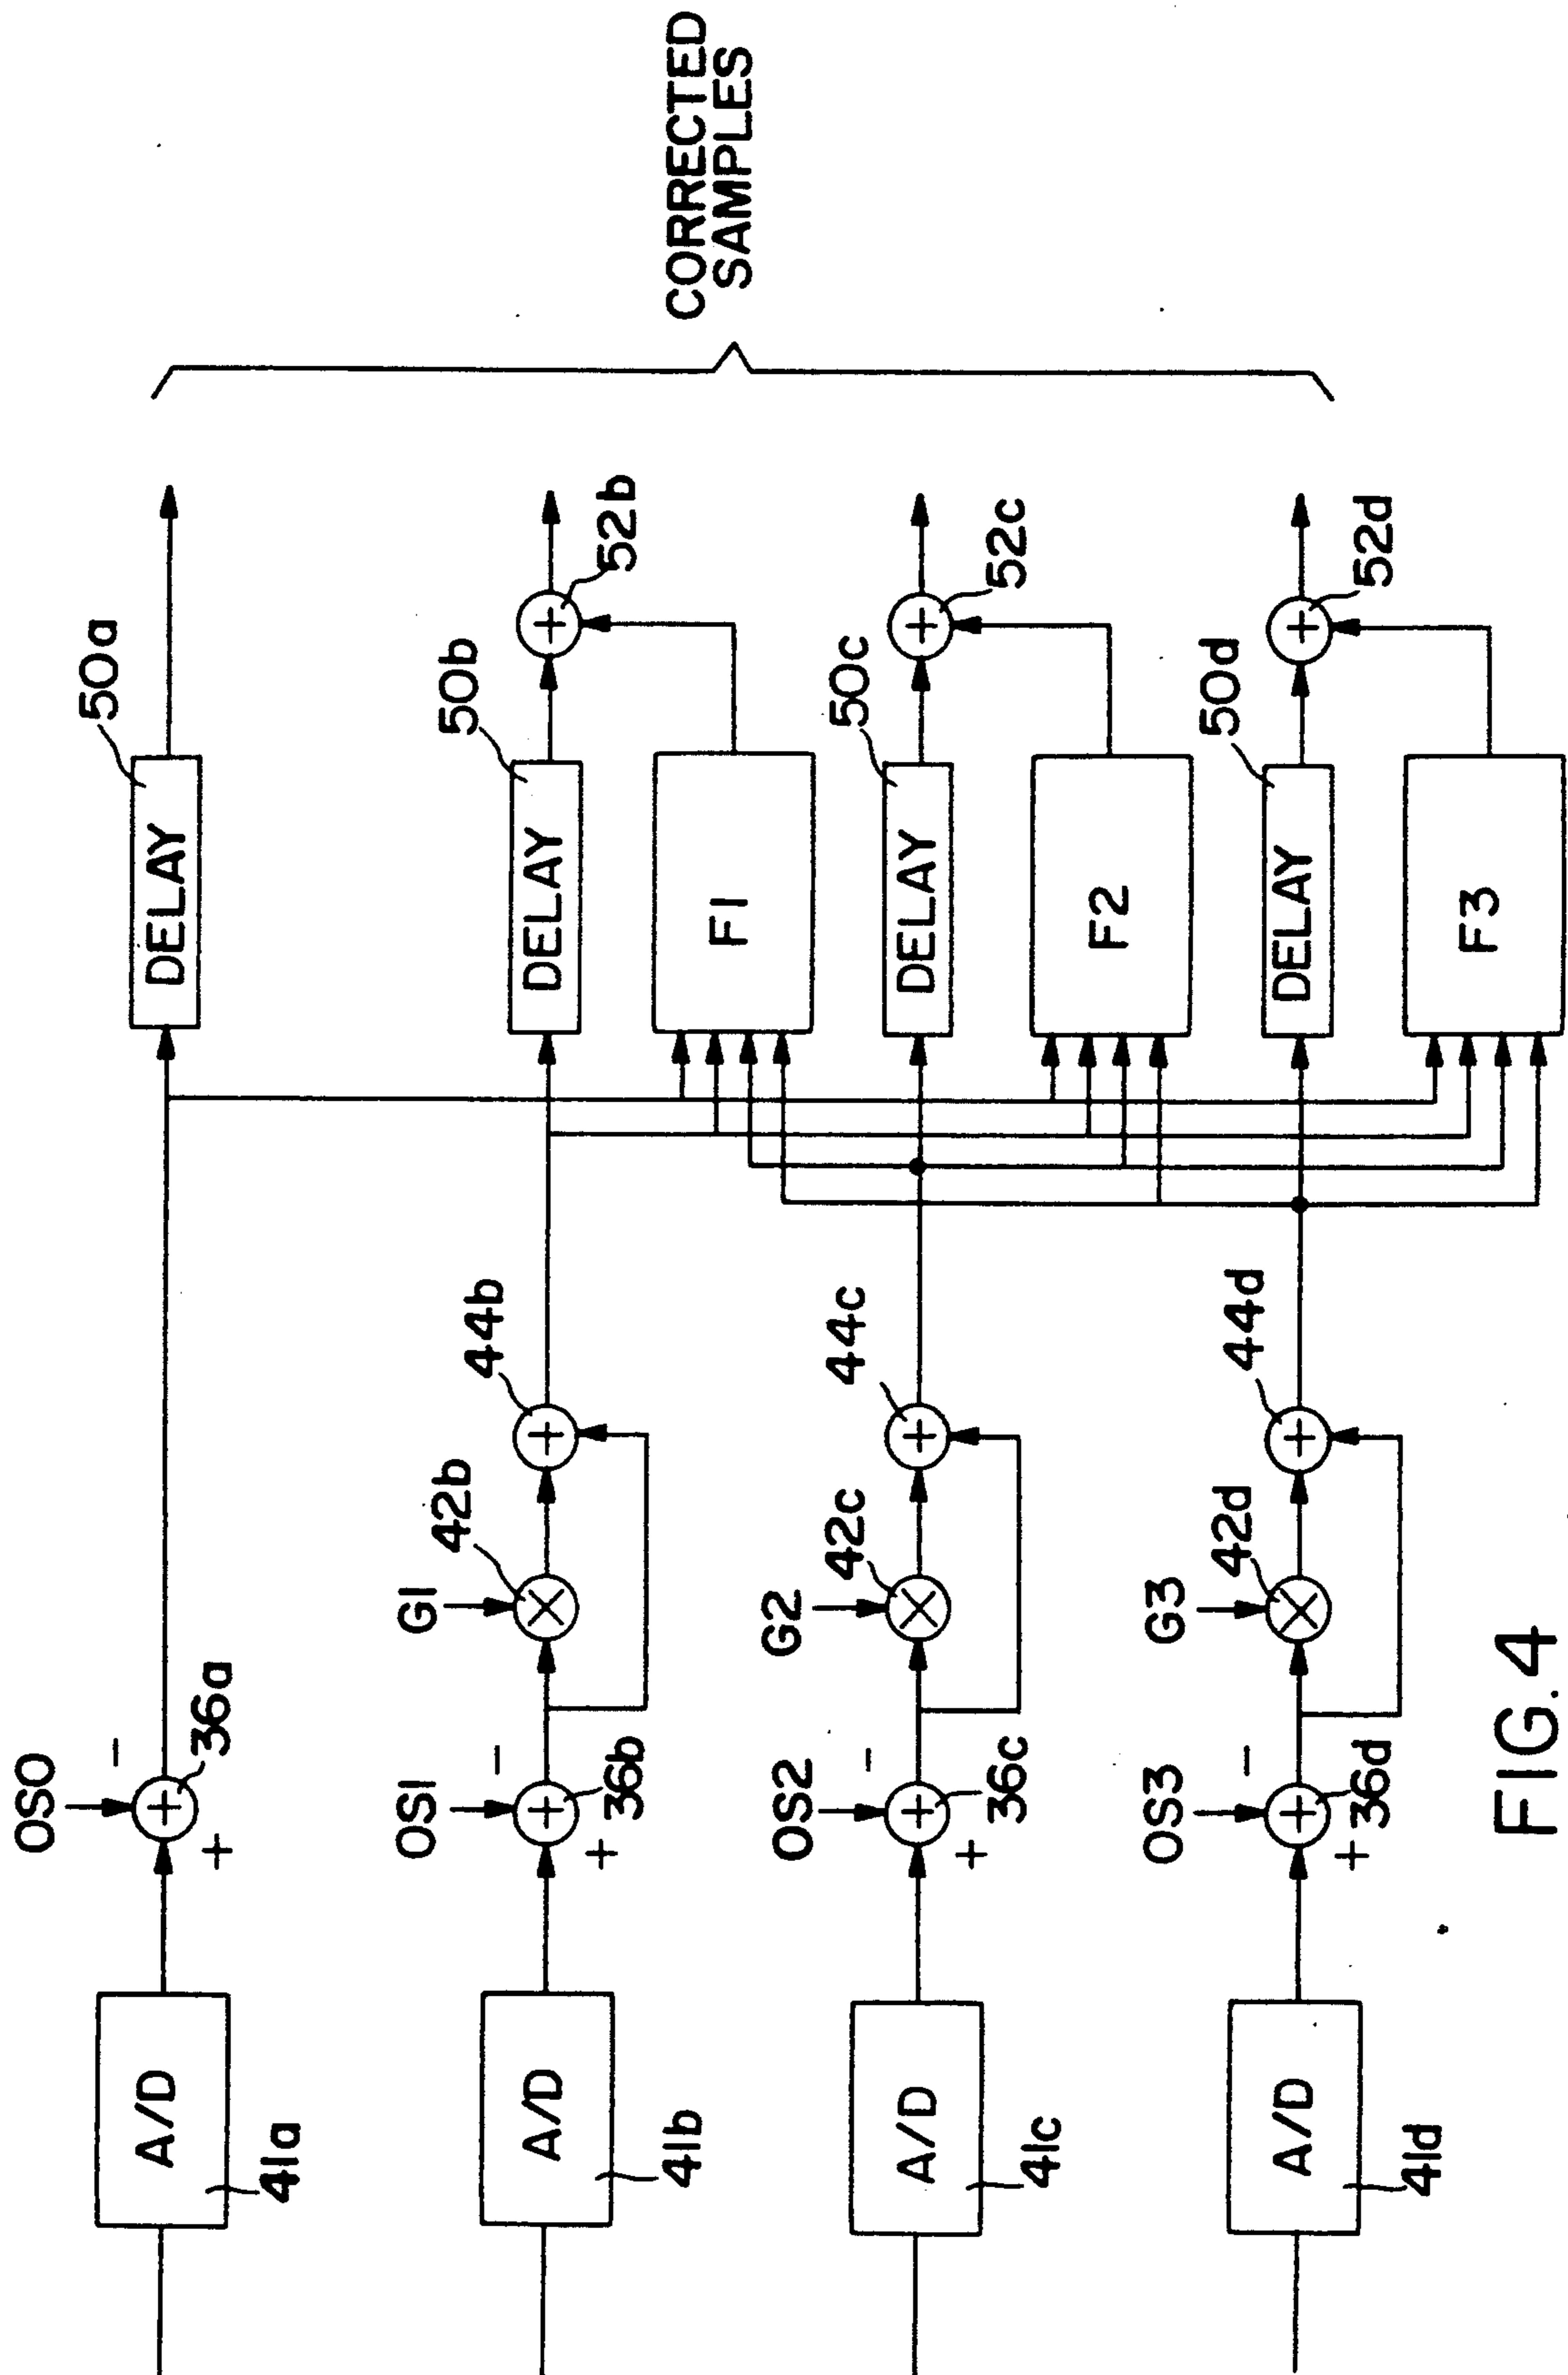 OS0
-
36a
+
A/D
41a
DELAY
50a
OS1
-
36b
+
A/D
41b
G1
42b
44b
DELAY
50b
52b
F1
OS2
-
36c
+
A/D
41c
G2
42c
44c
DELAY
50c
52c
F2
OS3
-
36d
+
A/D
41d
G3
42d
44d
DELAY
50d
52d
F3
CORRECTED
SAMPLES
FIG. 4